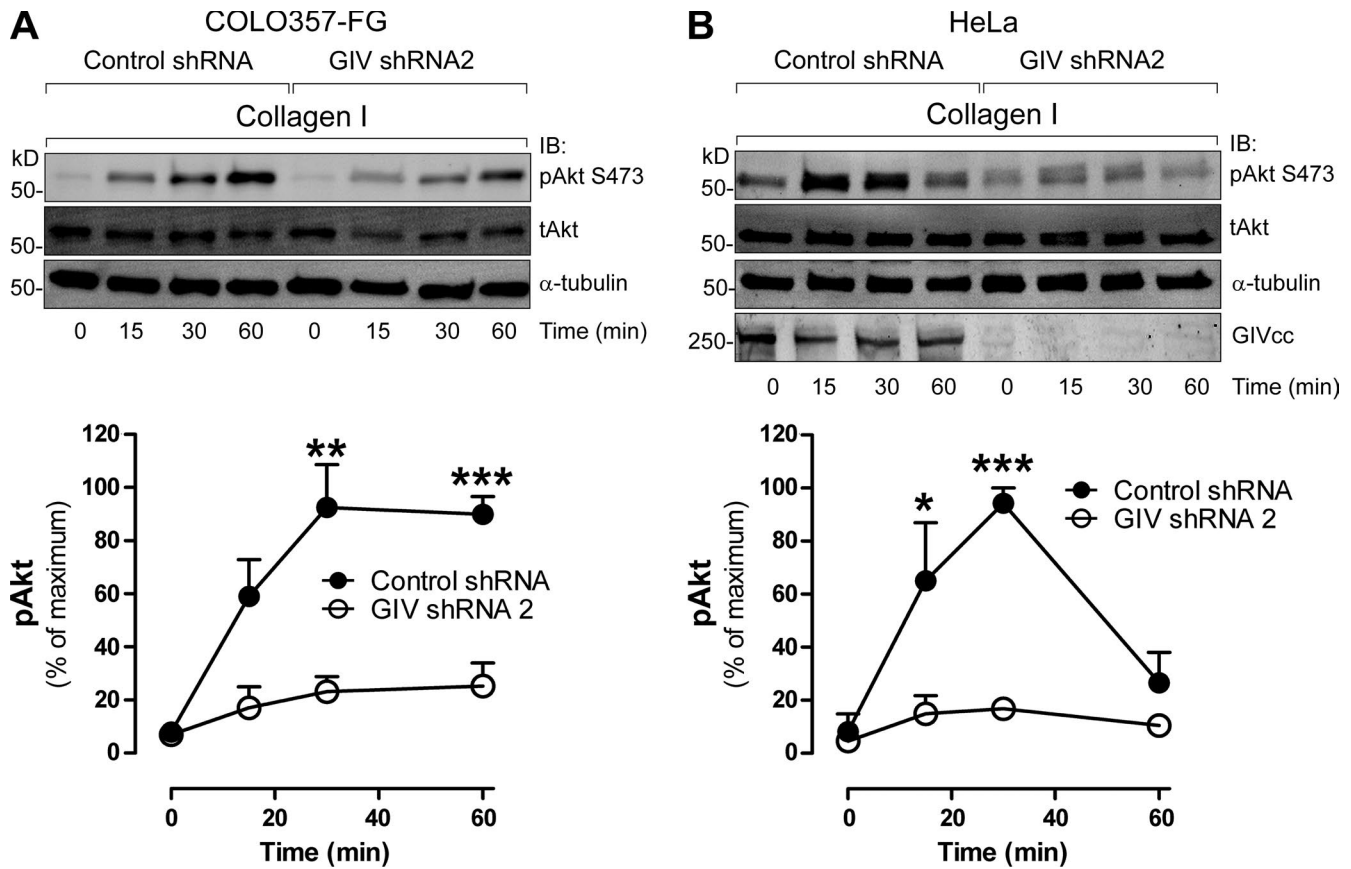 A
COLO357-FG
Control shRNA
GIV shRNA2
Collagen I
IB:
kD
50-
pAkt S473
50-
tAkt
50-
α-tubulin
0 15 30 60 0 15 30 60 Time (min)
120
100
80
60
40
20
0
pAkt
(% of maximum)
**
***
Control shRNA
GIV shRNA 2
0 20 40 60
Time (min)
B
HeLa
Control shRNA
GIV shRNA2
Collagen I
IB:
kD
50-
pAkt S473
50-
tAkt
50-
α-tubulin
250-
GIVcc
0 15 30 60 0 15 30 60 Time (min)
120
100
80
60
40
20
0
pAkt
(% of maximum)
*
***
Control shRNA
GIV shRNA 2
0 20 40 60
Time (min)